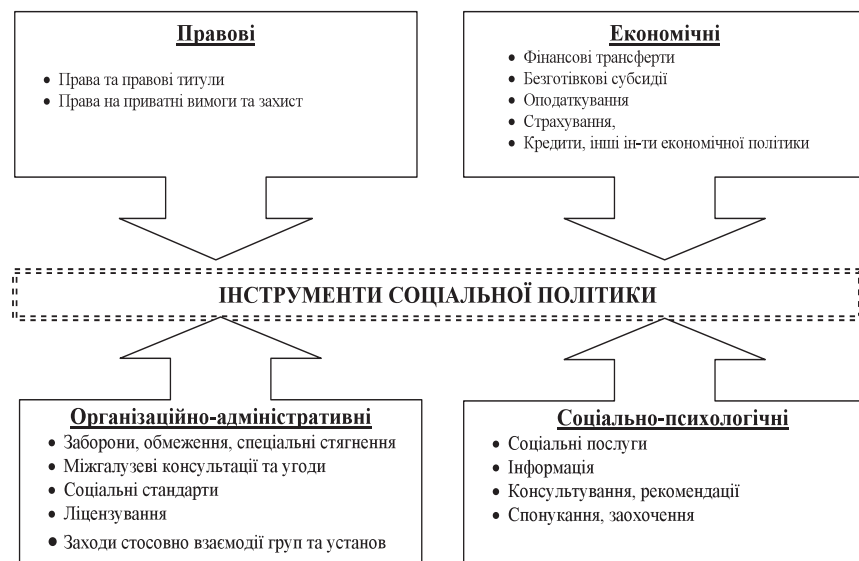 Правові
• Права та правові титули
• Права на приватні вимоги та захист
Економічні
• Фінансові трансферти
• Безготівкові субсидії
• Оподаткування
• Страхування,
• Кредити, інші ін-ти економічної політики
ІНСТРУМЕНТИ СОЦІАЛЬНОЇ ПОЛІТИКИ
Організаційно-адміністративні
• Заборони, обмеження, спеціальні стягнення
• Міжгалузеві консультації та угоди
• Соціальні стандарти
• Ліцензування
• Заходи стосовно взаємодії груп та установ
Соціально-психологічні
• Соціальні послуги
• Інформація
• Консультування, рекомендації
• Спонукання, заохочення